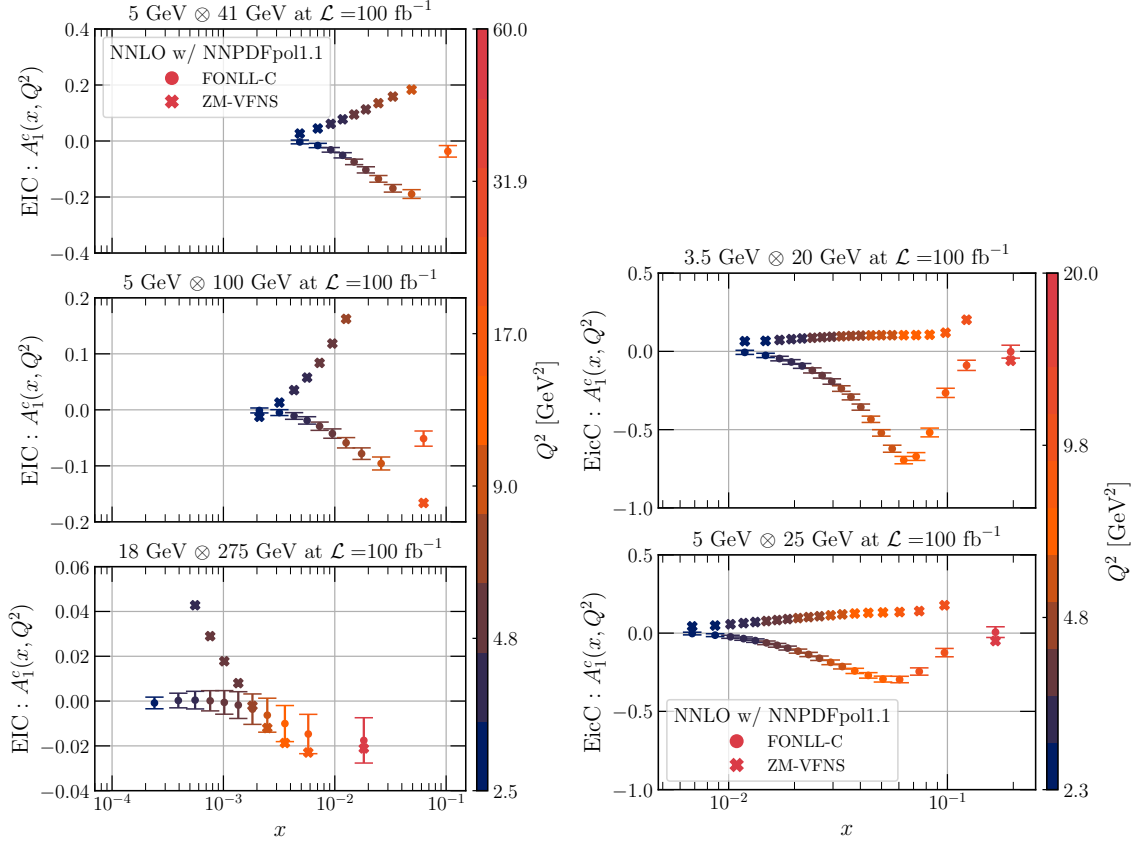 5 GeV ⊗ 41 GeV at ℒ =100 fb⁻¹
EIC : A₁ᶜ(x, Q²)
0.4
0.2
0.0
−0.2
−0.4
NNLO w/ NNPDFpol1.1
FONLL-C
ZM-VFNS
5 GeV ⊗ 100 GeV at ℒ =100 fb⁻¹
EIC : A₁ᶜ(x, Q²)
0.2
0.1
0.0
−0.1
−0.2
18 GeV ⊗ 275 GeV at ℒ =100 fb⁻¹
EIC : A₁ᶜ(x, Q²)
0.06
0.04
0.02
0.00
−0.02
−0.04
10⁻⁴ 10⁻³ 10⁻² 10⁻¹
x
60.0
31.9
17.0
9.0
4.8
2.5
Q² [GeV²]
3.5 GeV ⊗ 20 GeV at ℒ =100 fb⁻¹
EicC : A₁ᶜ(x, Q²)
0.5
0.0
−0.5
−1.0
5 GeV ⊗ 25 GeV at ℒ =100 fb⁻¹
EicC : A₁ᶜ(x, Q²)
0.5
0.0
−0.5
−1.0
NNLO w/ NNPDFpol1.1
FONLL-C
ZM-VFNS
10⁻² 10⁻¹
x
20.0
9.8
4.8
2.3
Q² [GeV²]